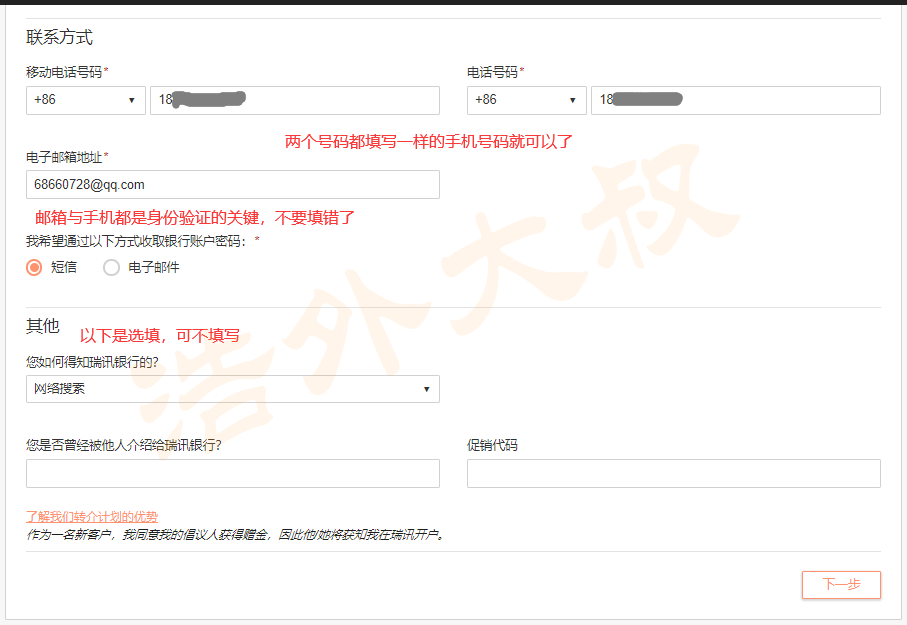 联系方式
移动电话号码* 电话号码*
+86 18 +86 18
两个号码都填写一样的手机号码就可以了
电子邮箱地址*
68660728@qq.com
邮箱与手机都是身份验证的关键，不要填错了
我希望通过以下方式收取银行账户密码：*
短信 电子邮件
其他
以下是选填，可不填写
您如何得知瑞讯银行的?
网络搜索
您是否曾经被他人介绍给瑞讯银行? 促销代码
了解我们转介计划的优势
作为一名新客户，我同意我的倡议人获得赠金，因此他/她将获知我在瑞讯开户。
下一步
浩外大叔